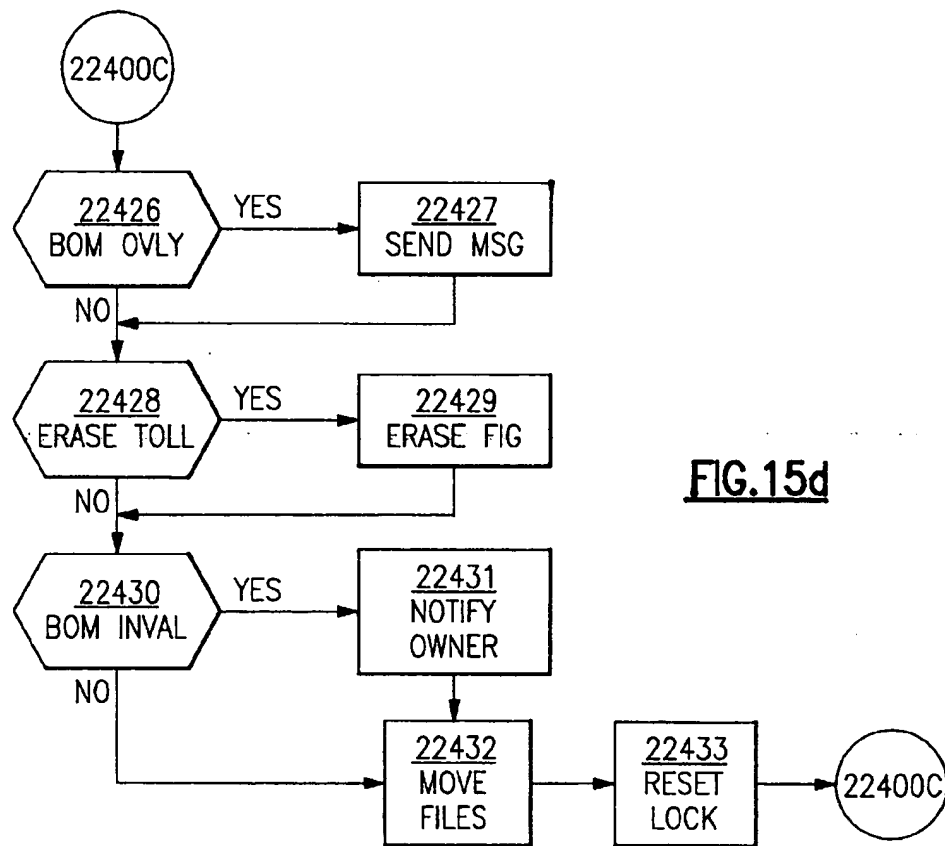 22400C
22426
BOM OVLY
YES
22427
SEND MSG
NO
22428
ERASE TOLL
YES
22429
ERASE FIG
NO
FIG.15d
22430
BOM INVAL
YES
22431
NOTIFY
OWNER
NO
22432
MOVE
FILES
22433
RESET
LOCK
22400C